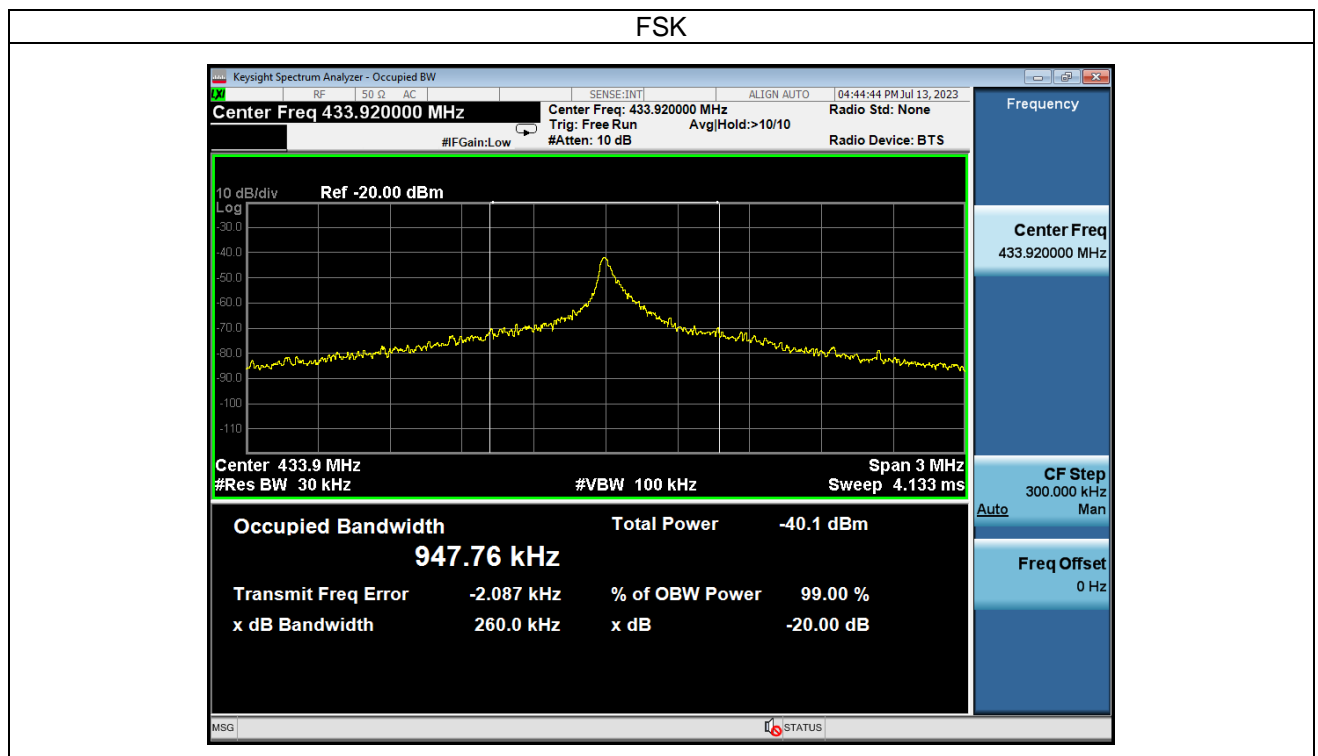 FSK
Keysight Spectrum Analyzer - Occupied BW
LXI RF 50 Ω AC SENSE:INT ALIGN AUTO 04:44:44 PM Jul 13, 2023
Center Freq 433.920000 MHz
Center Freq: 433.920000 MHz
Radio Std: None
Trig: Free Run Avg|Hold:>10/10
#IFGain:Low
#Atten: 10 dB
Radio Device: BTS
10 dB/div Ref -20.00 dBm
Log
-30.0
-40.0
-50.0
-60.0
-70.0
-80.0
-90.0
-100
-110
Center 433.9 MHz Span 3 MHz
#Res BW 30 kHz #VBW 100 kHz Sweep 4.133 ms
Occupied Bandwidth Total Power -40.1 dBm
947.76 kHz
Transmit Freq Error -2.087 kHz % of OBW Power 99.00 %
x dB Bandwidth 260.0 kHz x dB -20.00 dB
Frequency
Center Freq
433.920000 MHz
CF Step
300.000 kHz
Auto Man
Freq Offset
0 Hz
MSG STATUS